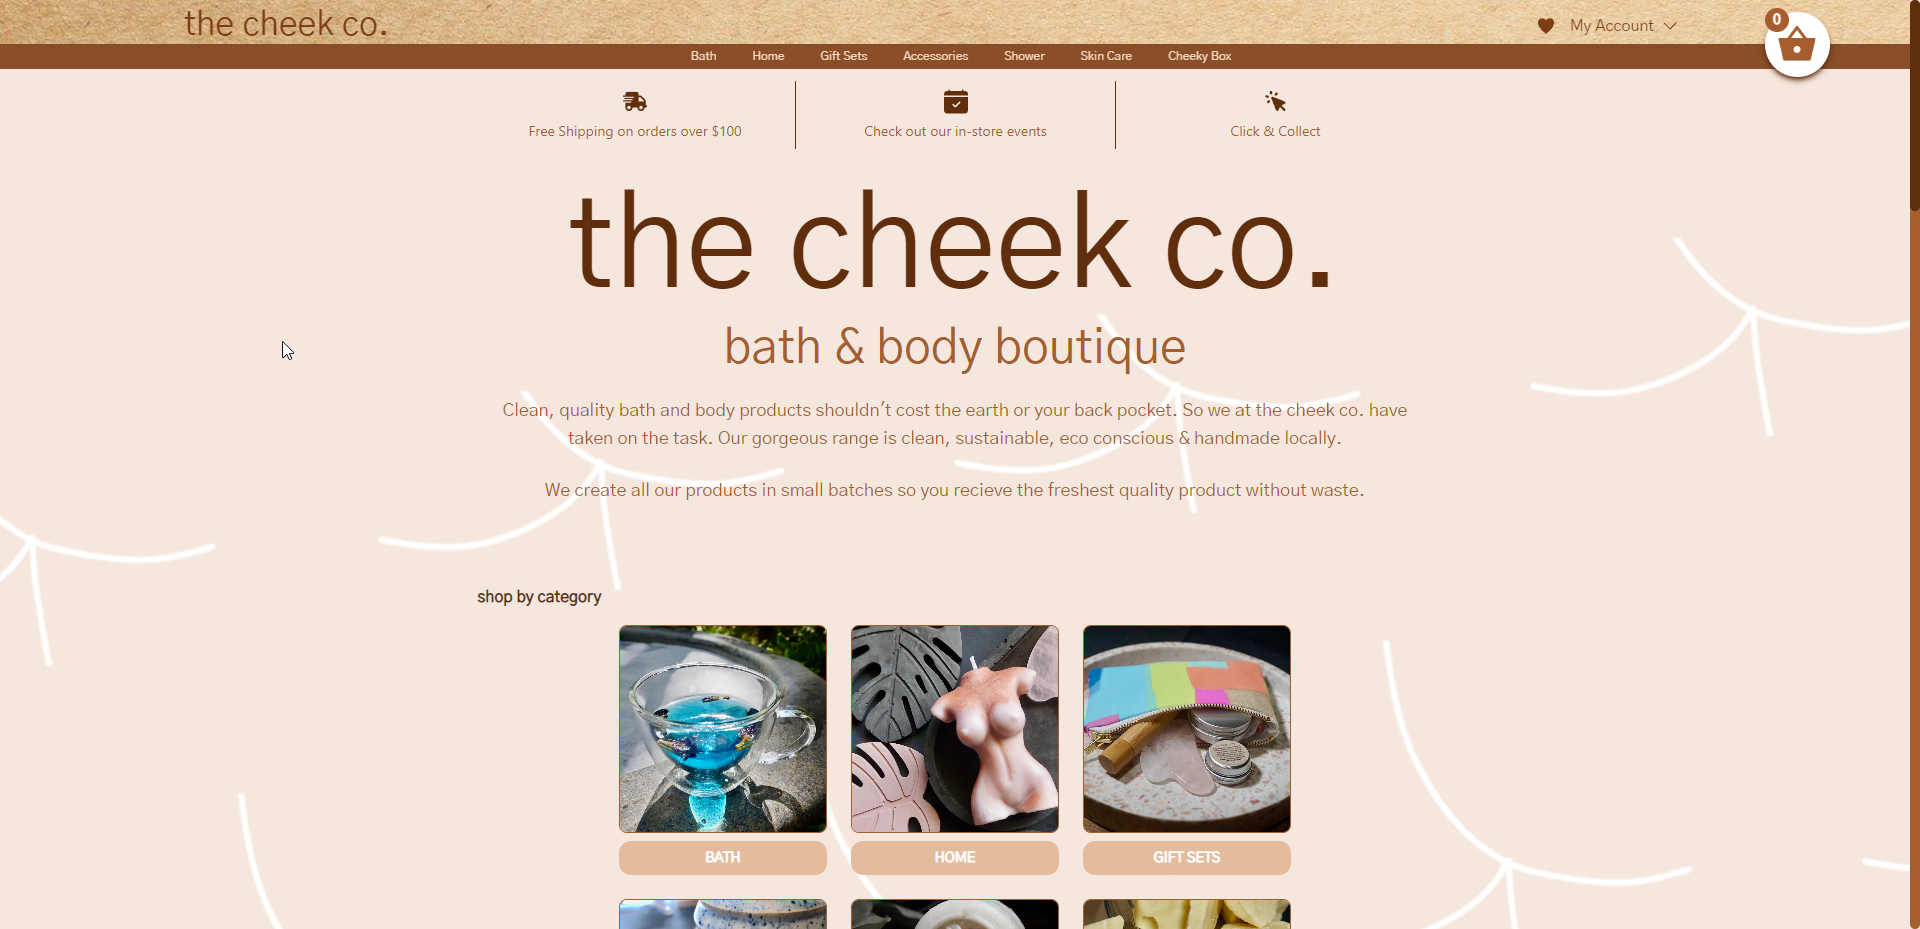 the cheek co.
My Account
0
Bath
Home
Gift Sets
Accessories
Shower
Skin Care
Cheeky Box
Free Shipping on orders over $100
Check out our in-store events
Click & Collect
the cheek co.
bath & body boutique
Clean, quality bath and body products shouldn't cost the earth or your back pocket. So we at the cheek co. have
taken on the task. Our gorgeous range is clean, sustainable, eco conscious & handmade locally.
We create all our products in small batches so you recieve the freshest quality product without waste.
shop by category
BATH
HOME
GIFT SETS